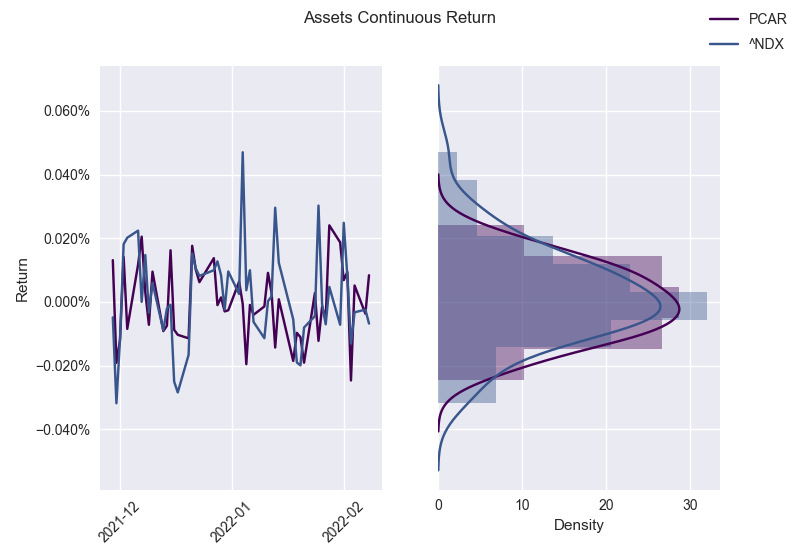 Assets Continuous Return
PCAR
^NDX
Return
0.060%
0.040%
0.020%
0.000%
−0.020%
−0.040%
2021-12
2022-01
2022-02
0
10
20
30
Density